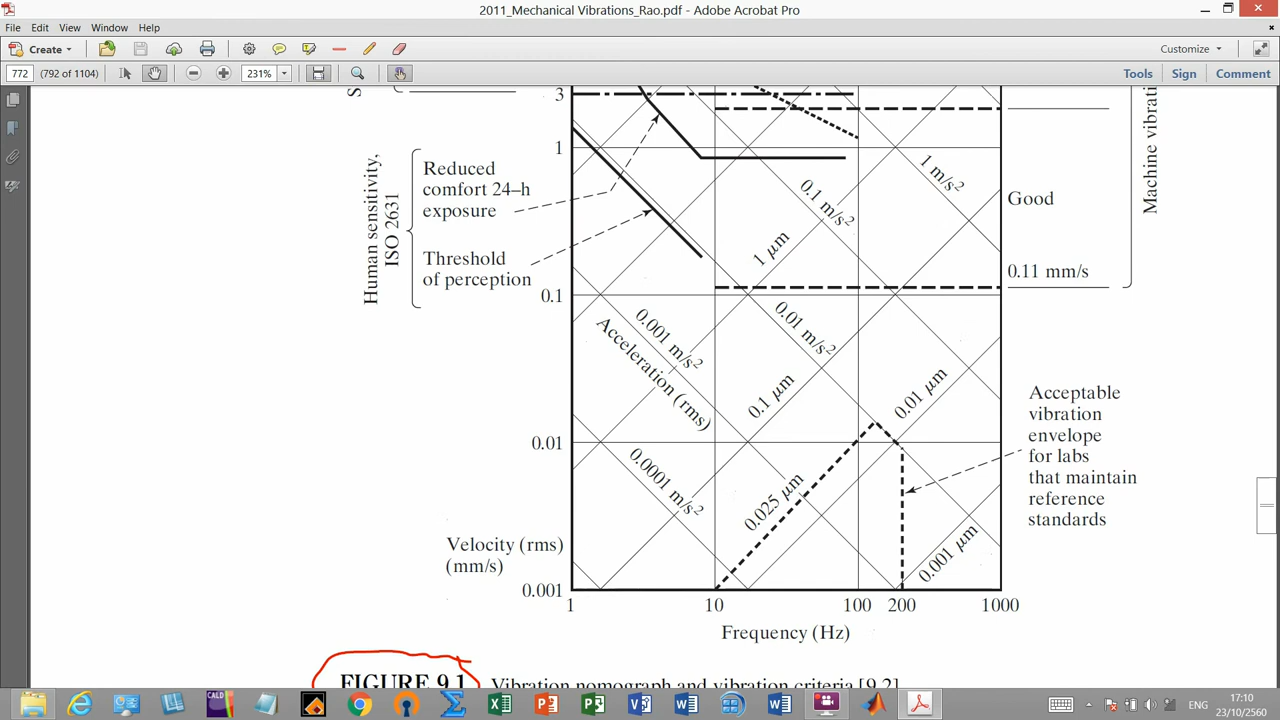 2011_Mechanical Vibrations_Rao.pdf - Adobe Acrobat Pro
File Edit View Window Help
Create
Customize
772 (792 of 1104)
231%
Tools Sign Comment
3
1
0.1
0.01
0.001
Human sensitivity,
ISO 2631
Reduced
comfort 24–h
exposure
Threshold
of perception
1 m/s²
0.1 m/s²
1 μm
0.01 m/s²
0.001 m/s²
Acceleration (rms)
0.1 μm
0.01 μm
0.0001 m/s²
0.025 μm
0.001 μm
Good
0.11 mm/s
Machine vibrati
Acceptable
vibration
envelope
for labs
that maintain
reference
standards
Velocity (rms)
(mm/s)
1 10 100 200 1000
Frequency (Hz)
FIGURE 9.1 Vibration nomograph and vibration criteria [9.2]
CALD
ENG
17:10
23/10/2560